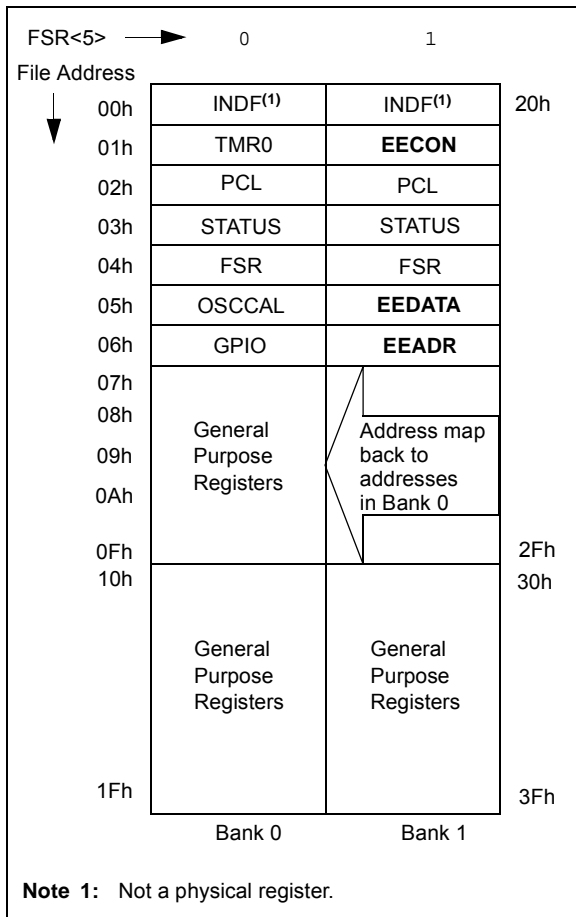 FSR<5> 0 1
File Address
00h INDF(1) INDF(1) 20h
01h TMR0 EECON
02h PCL PCL
03h STATUS STATUS
04h FSR FSR
05h OSCCAL EEDATA
06h GPIO EEADR
07h
08h
09h
0Ah
0Fh
General
Purpose
Registers
Address map
back to
addresses
in Bank 0
2Fh
10h 30h
General
Purpose
Registers
General
Purpose
Registers
1Fh 3Fh
Bank 0 Bank 1
Note 1: Not a physical register.